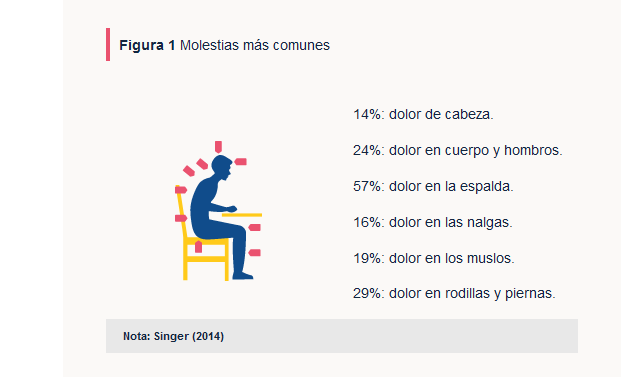 Figura 1 Molestias más comunes
14%: dolor de cabeza.
24%: dolor en cuerpo y hombros.
57%: dolor en la espalda.
16%: dolor en las nalgas.
19%: dolor en los muslos.
29%: dolor en rodillas y piernas.
Nota: Singer (2014)